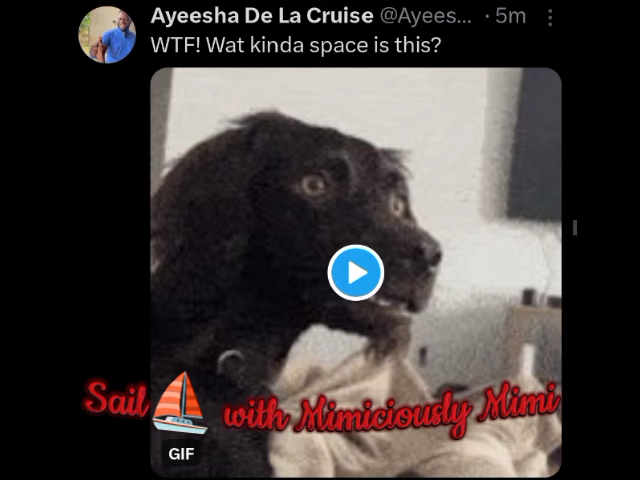 Ayeesha De La Cruise @Ayees... · 5m
WTF! Wat kinda space is this?
Sail with Mimiciously Mimi
GIF